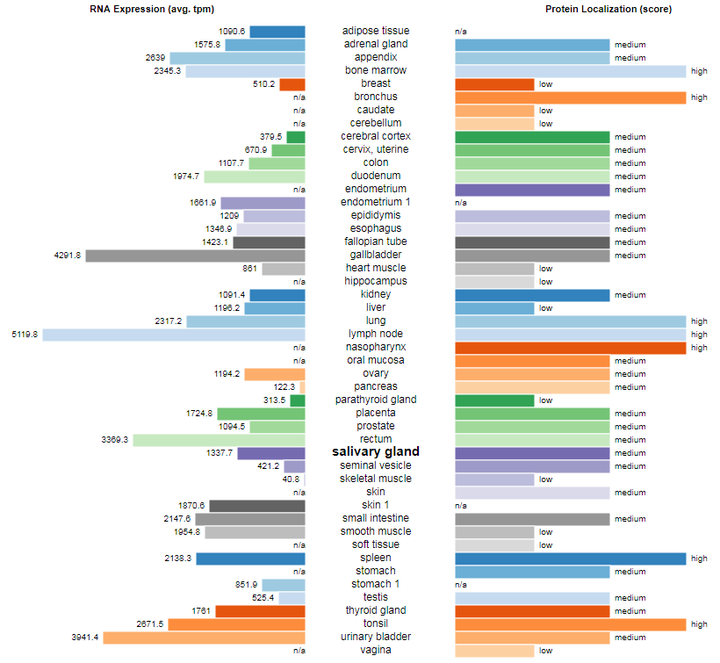 RNA Expression (avg. tpm) Protein Localization (score)
1090.6 adipose tissue n/a
1575.8 adrenal gland medium
2639 appendix medium
2345.3 bone marrow high
510.2 breast low
n/a bronchus high
n/a caudate low
n/a cerebellum low
379.5 cerebral cortex medium
670.9 cervix, uterine medium
1107.7 colon medium
1974.7 duodenum medium
n/a endometrium medium
1661.9 endometrium 1 n/a
1209 epididymis medium
1346.9 esophagus medium
1423.1 fallopian tube medium
4291.8 gallbladder medium
861 heart muscle low
n/a hippocampus low
1091.4 kidney medium
1196.2 liver low
2317.2 lung high
5119.8 lymph node high
n/a nasopharynx high
n/a oral mucosa medium
1194.2 ovary medium
122.3 pancreas medium
313.5 parathyroid gland low
1724.8 placenta medium
1094.5 prostate medium
3369.3 rectum medium
1337.7 salivary gland medium
421.2 seminal vesicle medium
40.8 skeletal muscle low
n/a skin medium
1870.6 skin 1 n/a
2147.6 small intestine medium
1954.8 smooth muscle low
n/a soft tissue low
2138.3 spleen high
n/a stomach medium
851.9 stomach 1 n/a
525.4 testis medium
1761 thyroid gland medium
2671.5 tonsil high
3941.4 urinary bladder medium
n/a vagina low